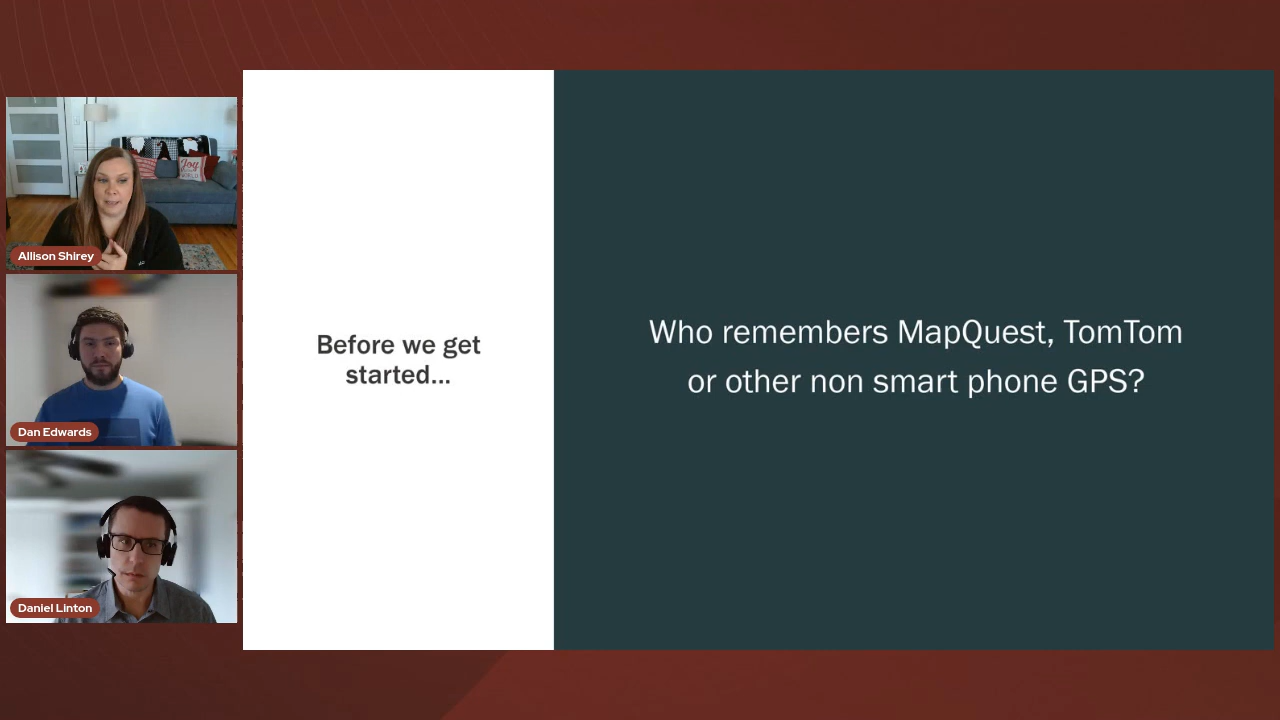 Joy
Allison Shirey
Dan Edwards
Daniel Linton
Before we get
started...
Who remembers MapQuest, TomTom
or other non smart phone GPS?